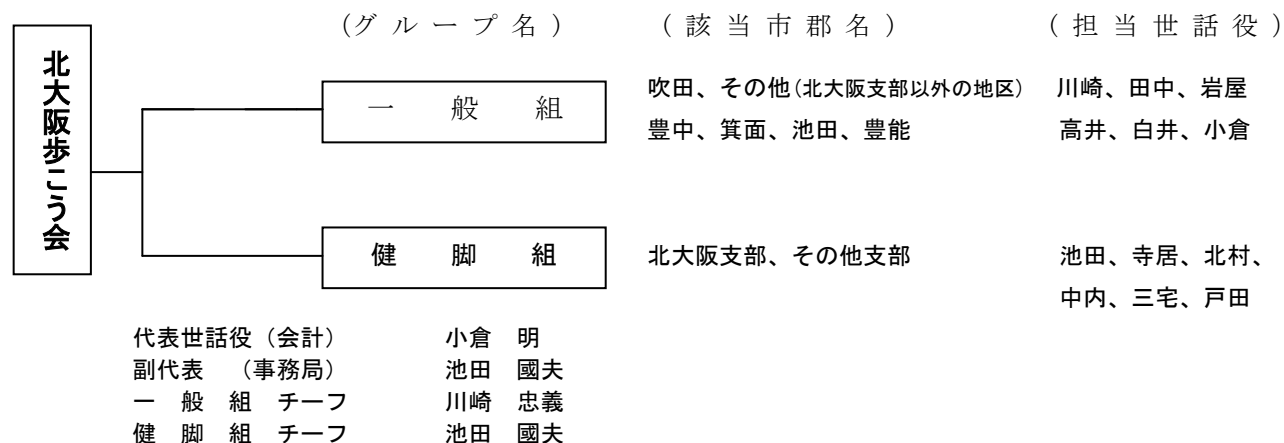 (グループ名)
(該当市郡名)
(担当世話役)
北大阪歩こう会
一般組
吹田、その他(北大阪支部以外の地区)
川崎、田中、岩屋
豊中、箕面、池田、豊能
高井、白井、小倉
健脚組
北大阪支部、その他支部
池田、寺居、北村、
中内、三宅、戸田
代表世話役(会計) 小倉 明
副代表 (事務局) 池田 國夫
一般組 チーフ 川崎 忠義
健脚組 チーフ 池田 國夫